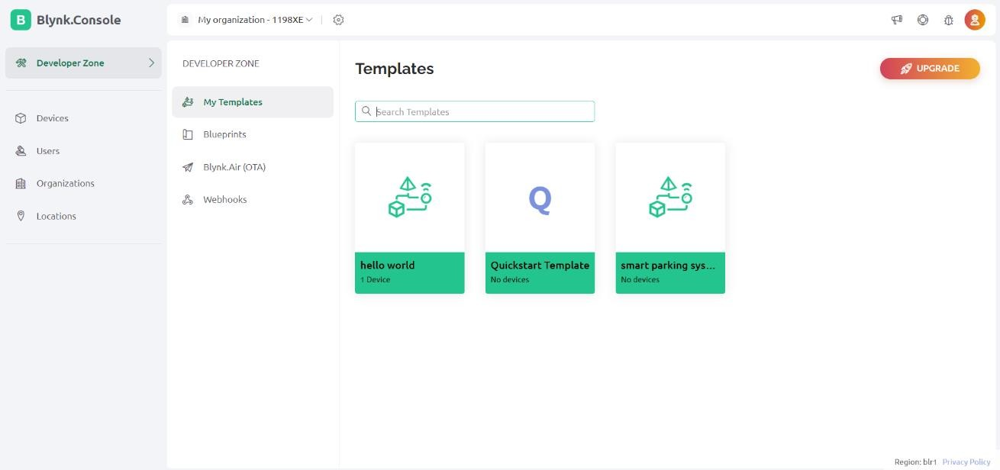 B Blynk.Console
My organization - 1198XE
Developer Zone
Devices
Users
Organizations
Locations
DEVELOPER ZONE
My Templates
Blueprints
Blynk.Air (OTA)
Webhooks
Templates
UPGRADE
Search Templates
Q
hello world
1 Device
Quickstart Template
No devices
smart parking sys...
No devices
Region: blr1 Privacy Policy